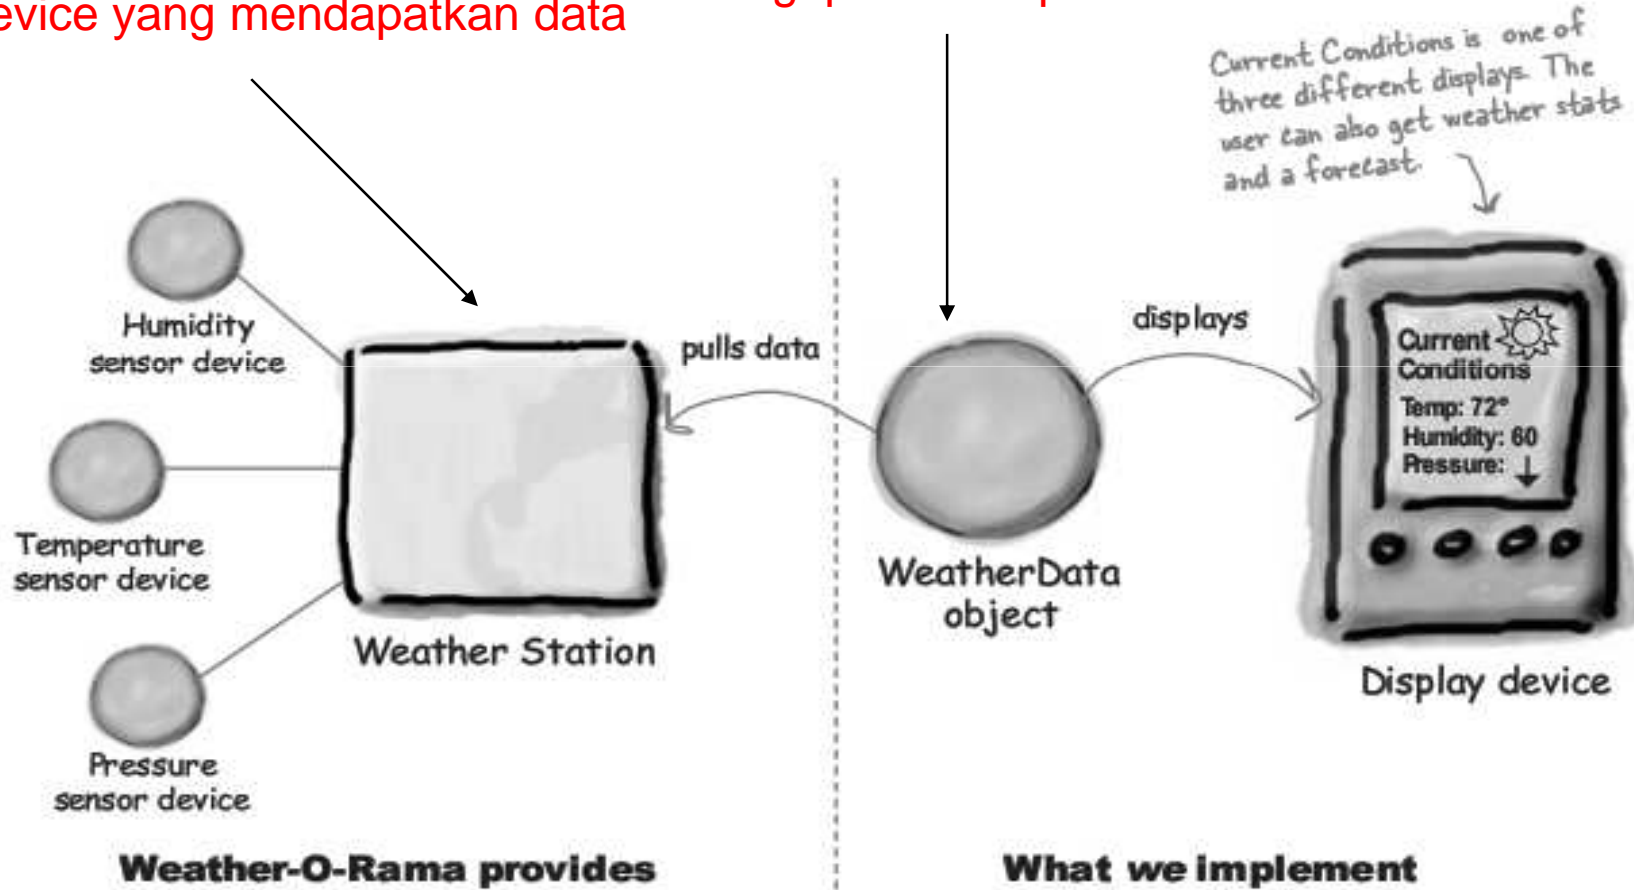 device yang mendapatkan data
Current Conditions is one of
three different displays. The
user can also get weather stats
and a forecast.
Humidity
sensor device
pulls data
displays
Current
Conditions
Temp: 72°
Humidity: 60
Pressure:
Temperature
sensor device
WeatherData
object
Weather Station
Display device
Pressure
sensor device
Weather-O-Rama provides
What we implement